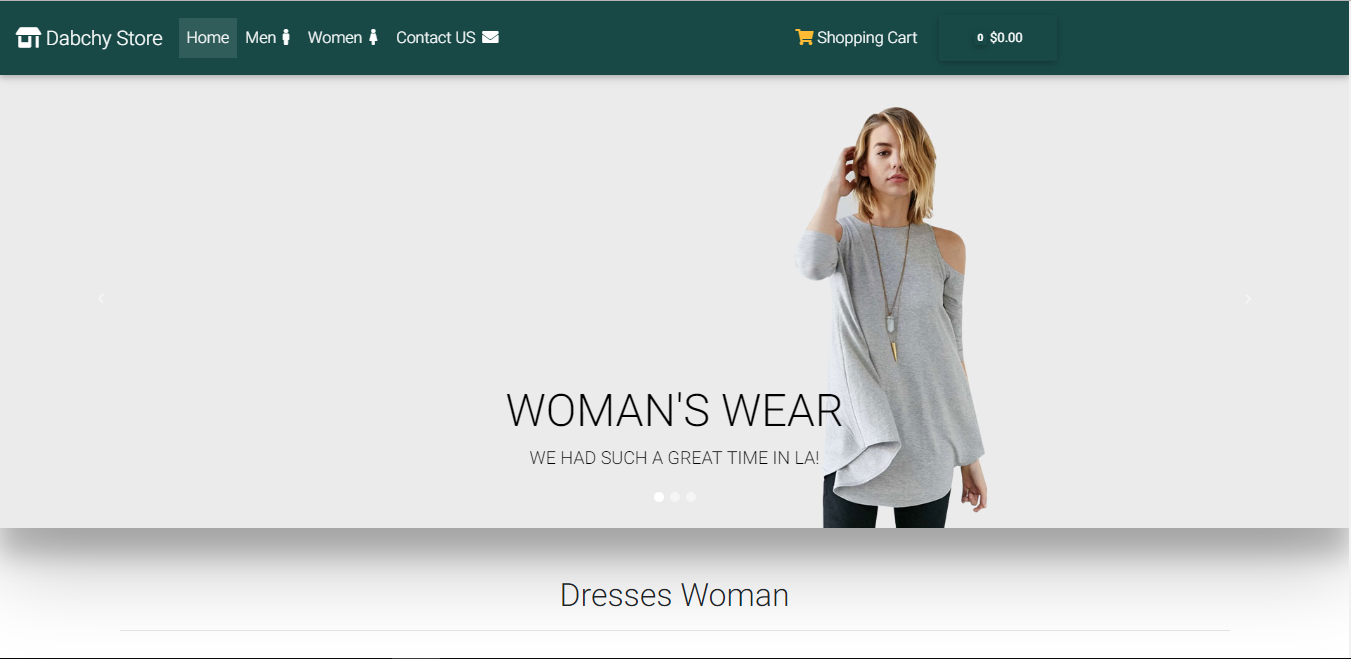 Dabchy Store Home Men Women Contact US Shopping Cart 0 $0.00
WOMAN'S WEAR
WE HAD SUCH A GREAT TIME IN LA!
Dresses Woman